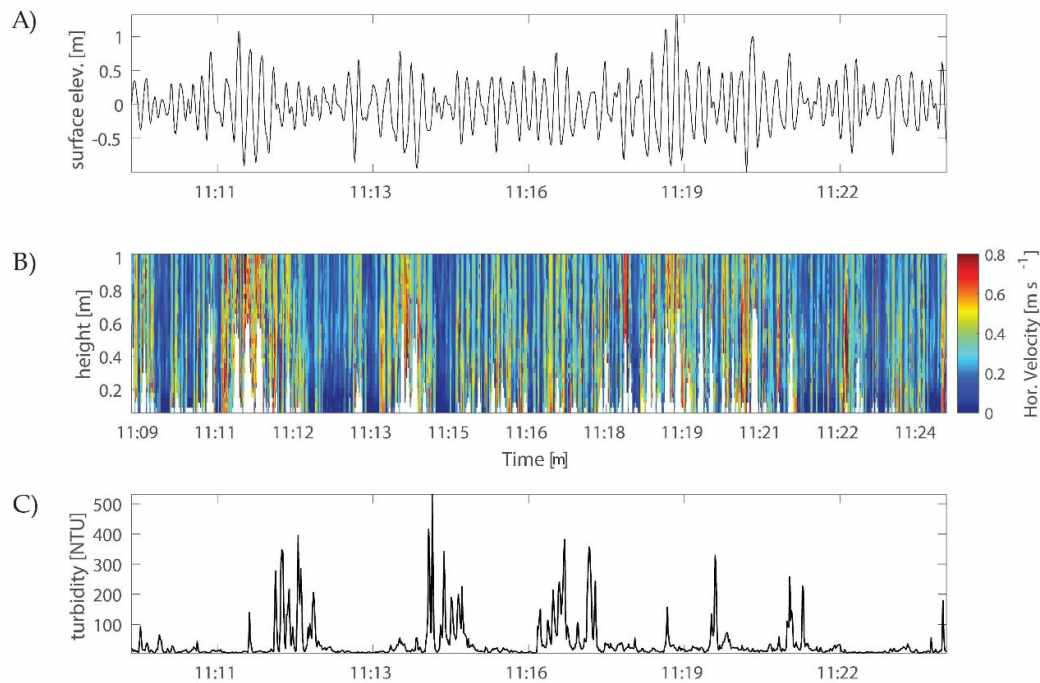 A)
surface elev. [m]
1
0.5
0
-0.5
11:11 11:13 11:16 11:19 11:22
B)
height [m]
1
0.8
0.6
0.4
0.2
11:09 11:11 11:12 11:13 11:15 11:16 11:18 11:19 11:21 11:22 11:24
Time [m]
0.8
0.6
0.4
0.2
0
Hor. Velocity [m s -1]
C)
turbidity [NTU]
500
400
300
200
100
11:11 11:13 11:16 11:19 11:22